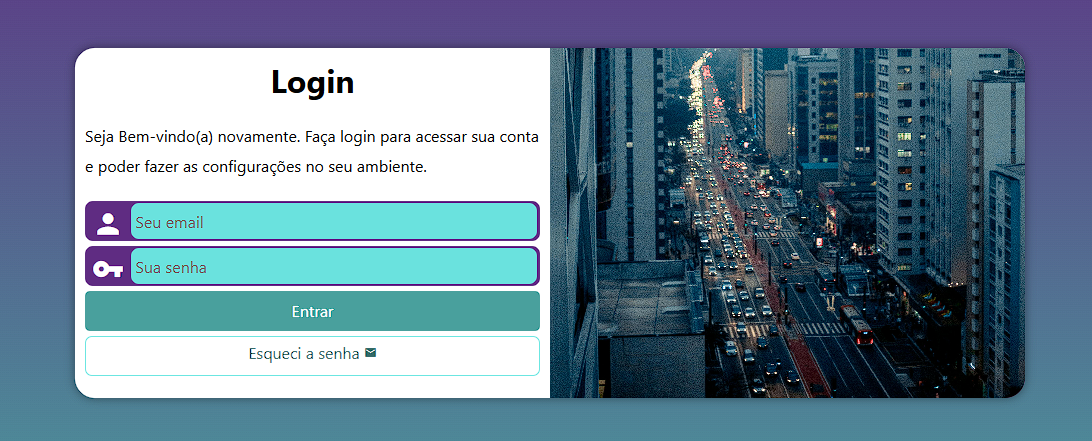 Login
Seja Bem-vindo(a) novamente. Faça login para acessar sua conta
e poder fazer as configurações no seu ambiente.
Seu email
Sua senha
Entrar
Esqueci a senha